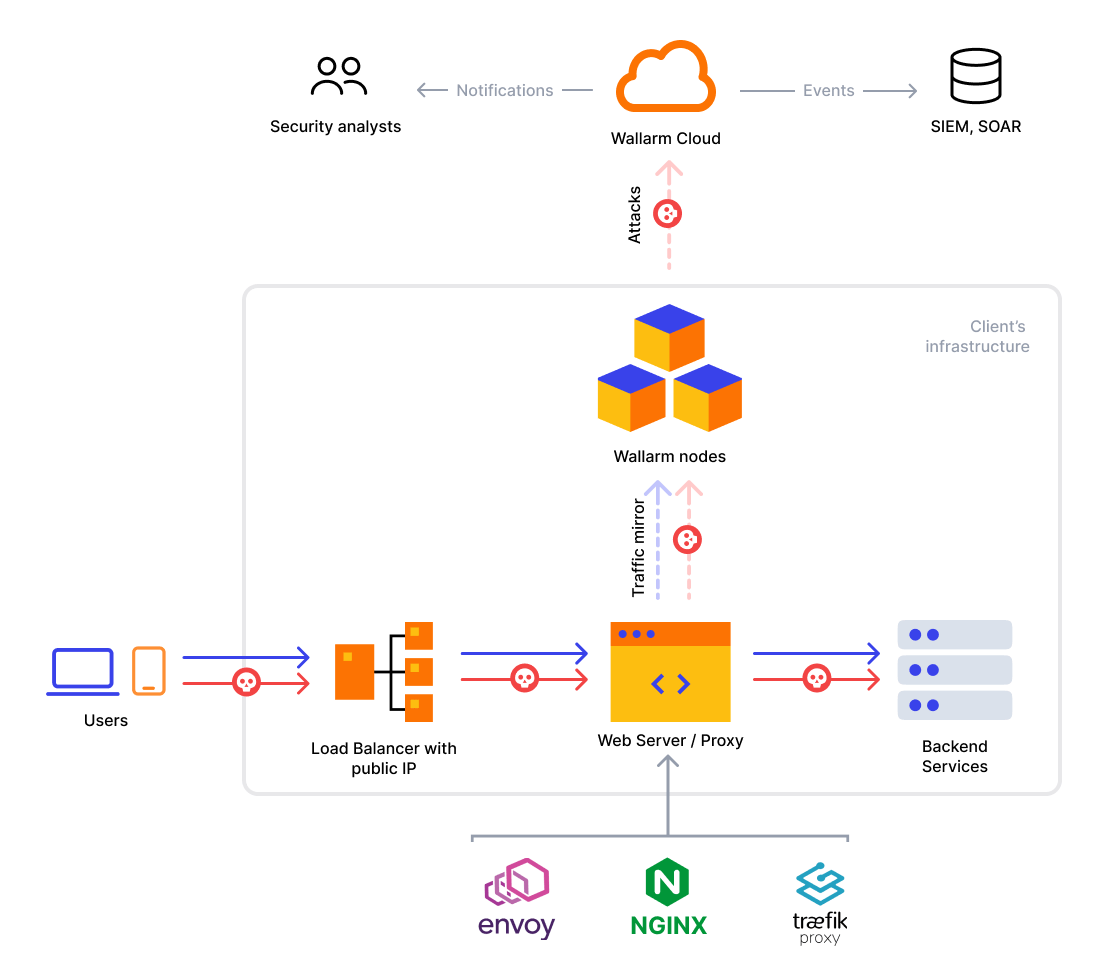 Notifications
Events
Security analysts
Wallarm Cloud
SIEM, SOAR
Attacks
Client's
infrastructure
Wallarm nodes
Traffic mirror
Users
Load Balancer with
public IP
Web Server / Proxy
Backend
Services
envoy
NGINX
træfik
proxy